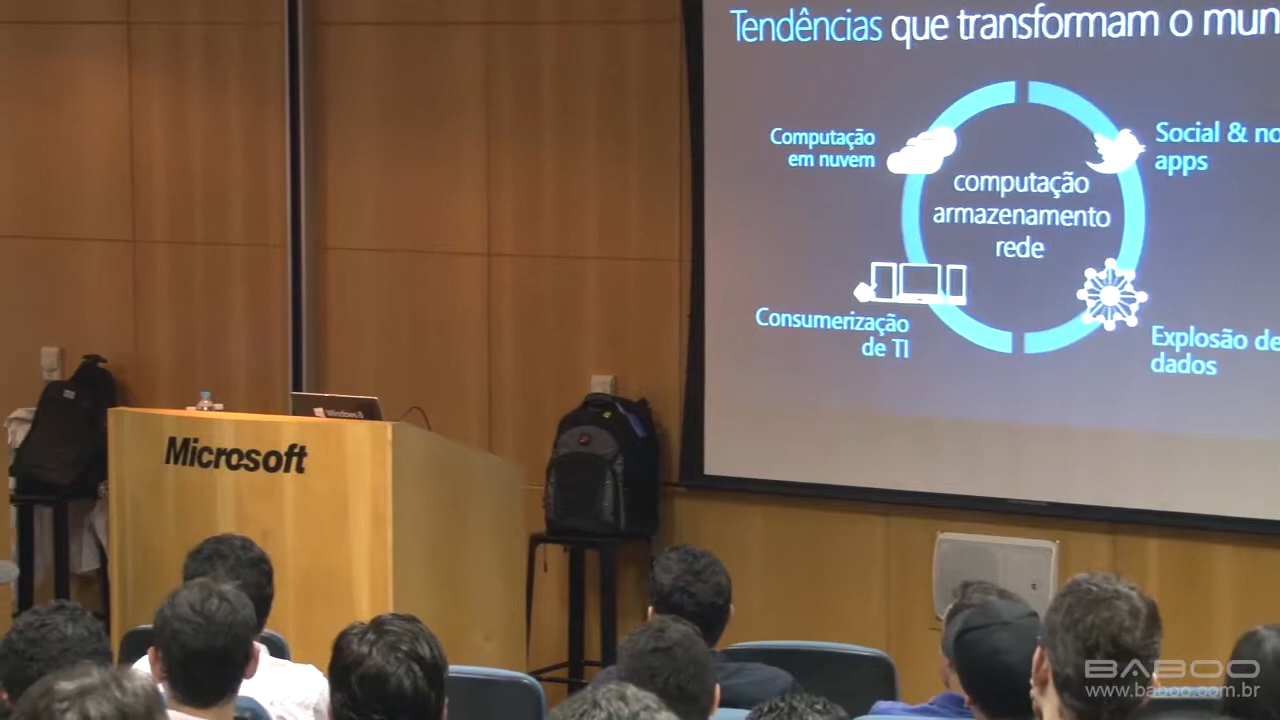 Tendências que transformam o mun
Computação
em nuvem
Social & no
apps
computação
armazenamento
rede
Consumerização
de TI
Explosão de
dados
Windows 8
Microsoft
BABOO
www.baboo.com.br